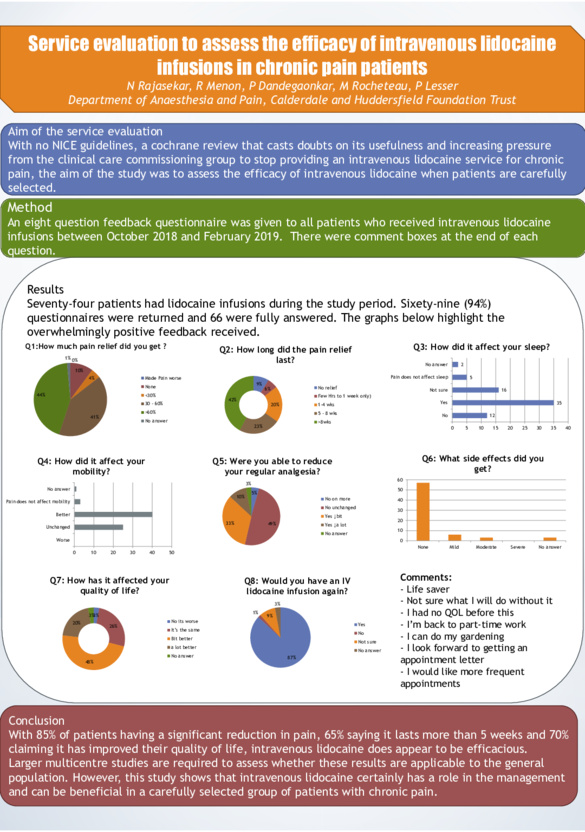 Service evaluation to assess the efficacy of intravenous lidocaine
infusions in chronic pain patients
N Rajasekar, R Menon, P Dandegaonkar, M Rocheteau, P Lesser
Department of Anaesthesia and Pain, Calderdale and Huddersfield Foundation Trust
Aim of the service evaluation
With no NICE guidelines, a cochrane review that casts doubts on its usefulness and increasing pressure
from the clinical care commissioning group to stop providing an intravenous lidocaine service for chronic
pain, the aim of the study was to assess the efficacy of intravenous lidocaine when patients are carefully
selected.
Method
An eight question feedback questionnaire was given to all patients who received intravenous lidocaine
infusions between October 2018 and February 2019. There were comment boxes at the end of each
question.
Results
Seventy-four patients had lidocaine infusions during the study period. Sixty-nine (94%)
questionnaires were returned and 66 were fully answered. The graphs below highlight the
overwhelmingly positive feedback received.
Q1:How much pain relief did you get ?
1% 0%
10%
4%
41%
44%
Made Pain worse
None
<30%
30 - 60%
>60%
No answer
Q2: How long did the pain relief
last?
9%
20%
22%
43%
No relief
Few Hrs to 1 week only)
1-4 wks
5 - 8 wks
>8wks
Q3: How did it affect your sleep?
No answer 2
Pain does not affect sleep 5
Not sure 16
Yes 35
No 12
0 5 10 15 20 25 30 35 40
Q4: How did it affect your
mobility?
No answer
Pain does not affect mobility
Better
Unchanged
Worse
0 10 20 30 40 50
Q5: Were you able to reduce
your regular analgesia?
No on more
No unchanged
Yes ;bit
Yes ;a lot
No answer
Q6: What side effects did you
get?
60
50
40
30
20
10
0
None Mild Moderate Severe No answer
Q7: How has it affected your
quality of life?
No its worse
It's the same
Bit better
a lot better
No answer
Q8: Would you have an IV
lidocaine infusion again?
3%
9%
1%
87%
Yes
No
Not sure
No answer
Comments:
- Life saver
- Not sure what I will do without it
- I had no QOL before this
- I'm back to part-time work
- I can do my gardening
- I look forward to getting an
appointment letter
- I would like more frequent
appointments
Conclusion
With 85% of patients having a significant reduction in pain, 65% saying it lasts more than 5 weeks and 70%
claiming it has improved their quality of life, intravenous lidocaine does appear to be efficacious.
Larger multicentre studies are required to assess whether these results are applicable to the general
population. However, this study shows that intravenous lidocaine certainly has a role in the management
and can be beneficial in a carefully selected group of patients with chronic pain.